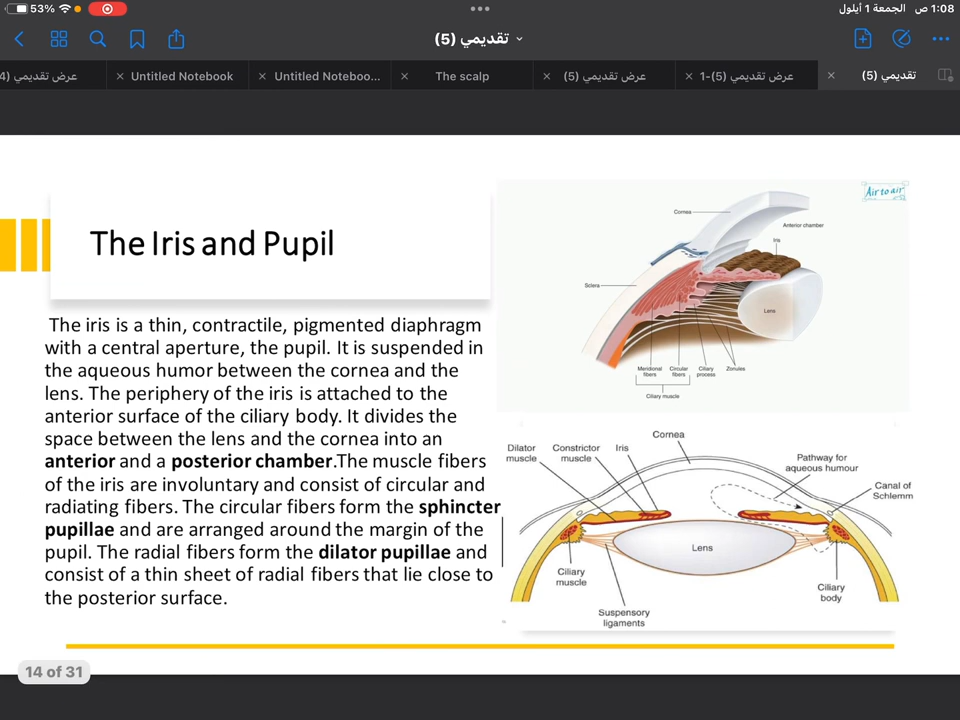 53%
1:08 ص الجمعة 1 أيلول
تقديمي (5)
عرض تقديمي (4
Untitled Notebook
Untitled Noteboo...
The scalp
عرض تقديمي (5)
عرض تقديمي (5)-1
تقديمي (5)
The Iris and Pupil
The iris is a thin, contractile, pigmented diaphragm
with a central aperture, the pupil. It is suspended in
the aqueous humor between the cornea and the
lens. The periphery of the iris is attached to the
anterior surface of the ciliary body. It divides the
space between the lens and the cornea into an
anterior and a posterior chamber.The muscle fibers
of the iris are involuntary and consist of circular and
radiating fibers. The circular fibers form the sphincter
pupillae and are arranged around the margin of the
pupil. The radial fibers form the dilator pupillae and
consist of a thin sheet of radial fibers that lie close to
the posterior surface.
Air to air
Cornea
Anterior chamber
Iris
Sclera
Lens
Meridional
fibers
Circular
fibers
Ciliary
process
Zonules
Ciliary muscle
Cornea
Dilator
muscle
Constrictor
muscle
Iris
Pathway for
aqueous humour
Canal of
Schlemm
Lens
Ciliary
muscle
Ciliary
body
Suspensory
ligaments
14 of 31